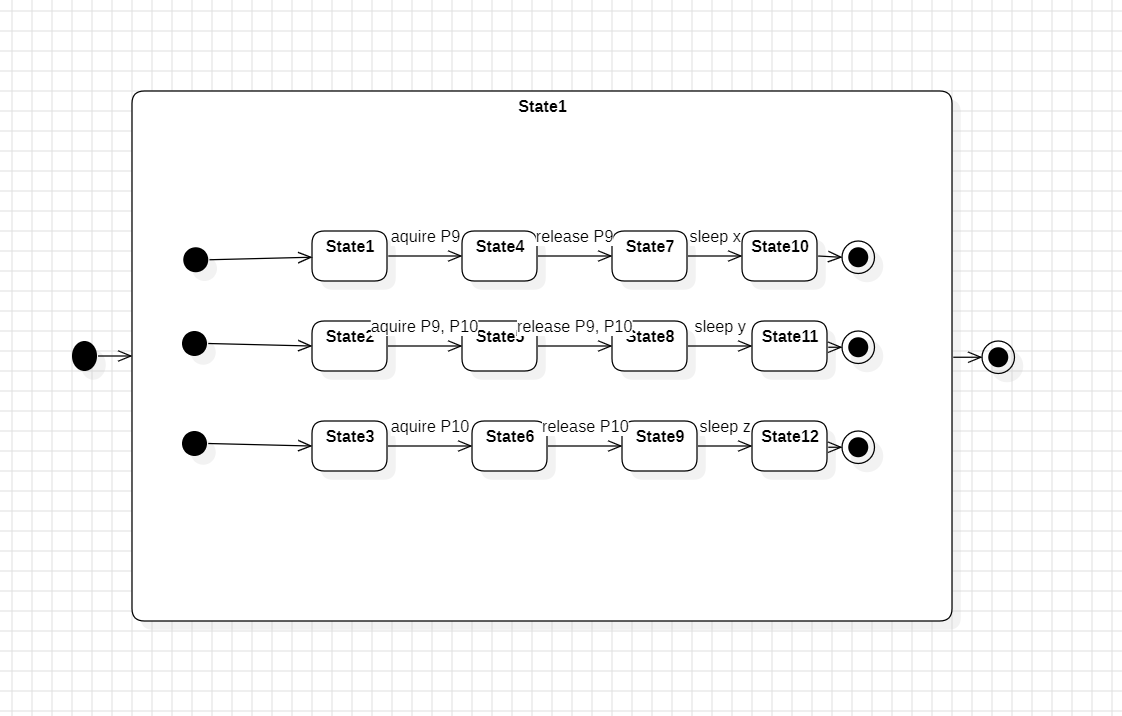 State1
aquire P9 release P9 sleep x
State1 State4 State7 State10
aquire P9, P10 release P9, P10 sleep y
State2 State5 State8 State11
aquire P10 release P10 sleep z
State3 State6 State9 State12